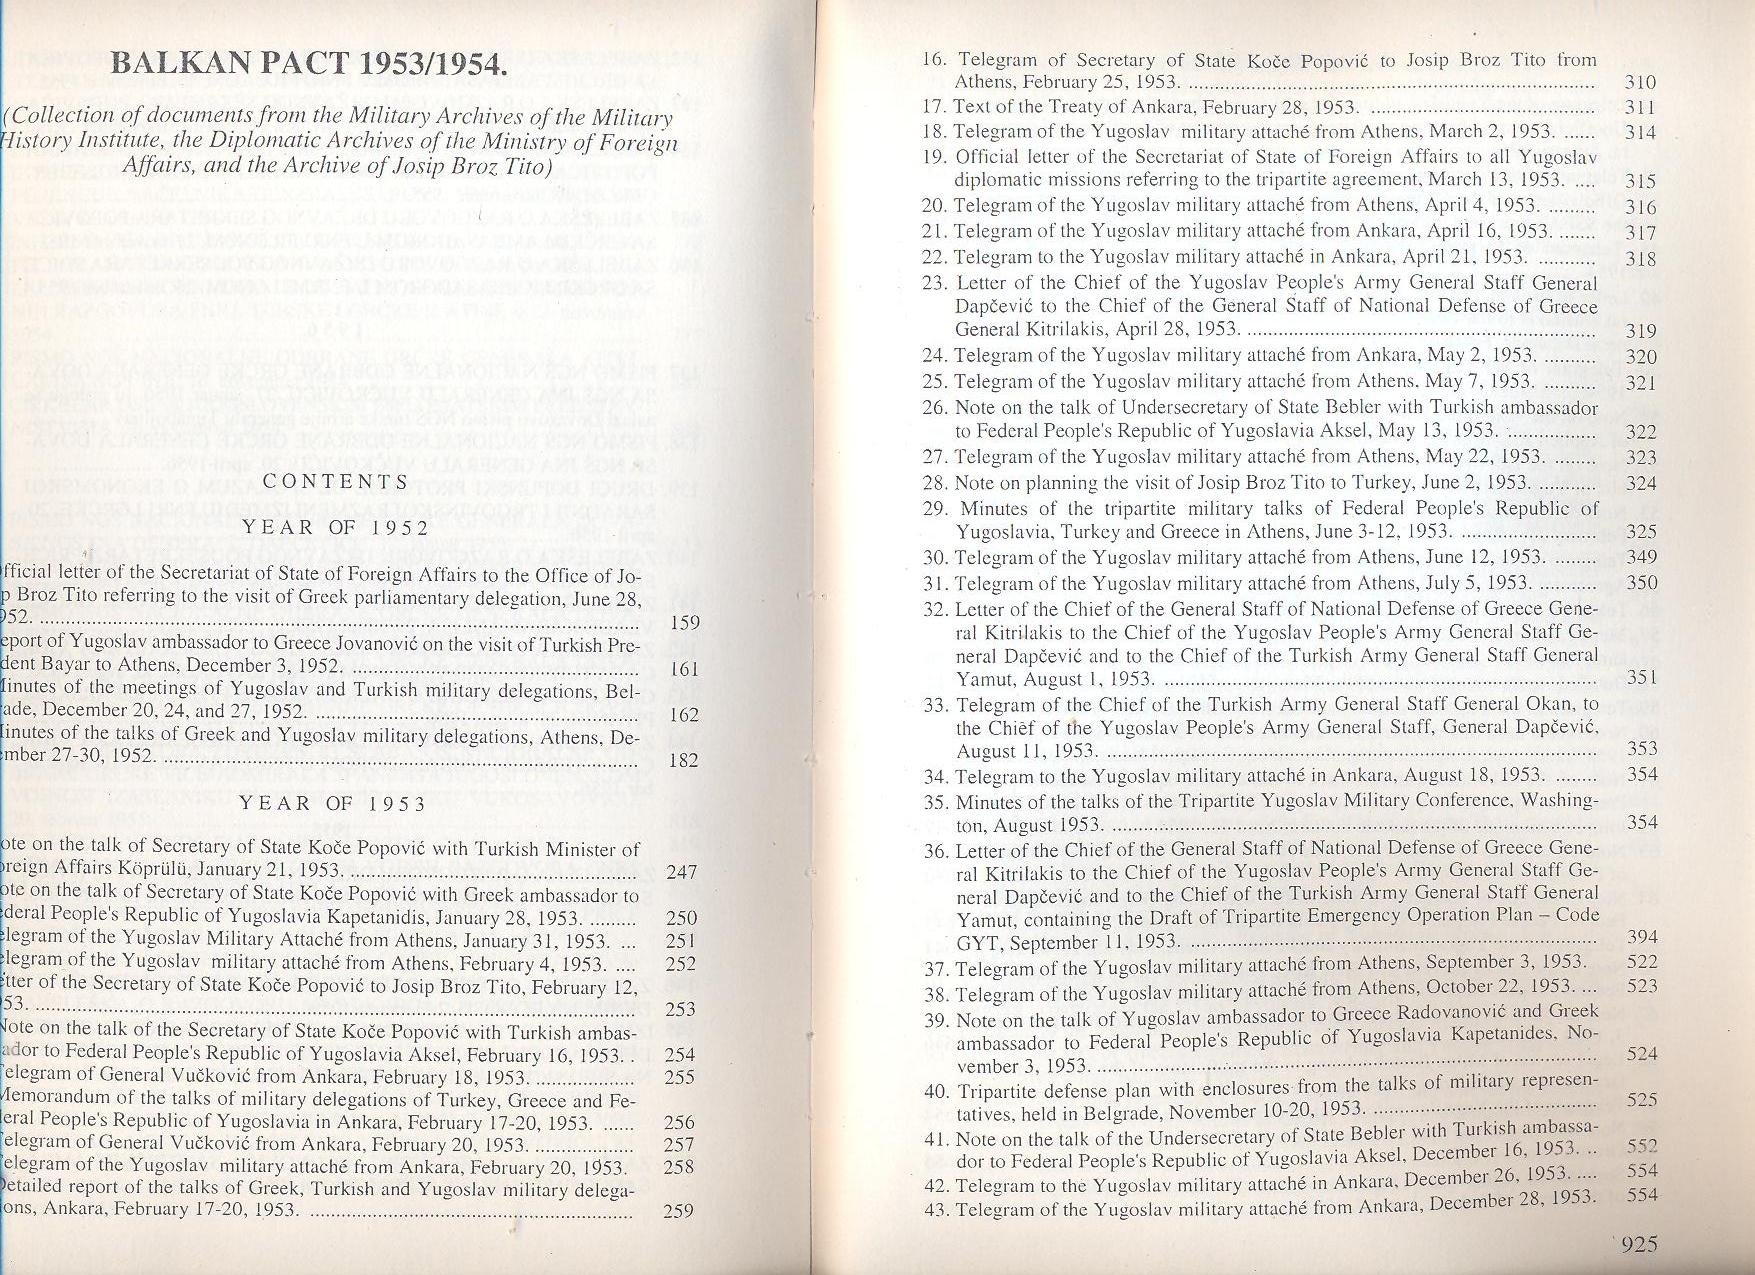 BALKAN PACT 1953/1954.
(Collection of documents from the Military Archives of the Military
History Institute, the Diplomatic Archives of the Ministry of Foreign
Affairs, and the Archive of Josip Broz Tito)
CONTENTS
YEAR OF 1952
fficial letter of the Secretariat of State of Foreign Affairs to the Office of Jo-
p Broz Tito referring to the visit of Greek parliamentary delegation, June 28,
952. .......... 159
eport of Yugoslav ambassador to Greece Jovanović on the visit of Turkish Pre-
dent Bayar to Athens, December 3, 1952. .......... 161
inutes of the meetings of Yugoslav and Turkish military delegations, Bel-
ade, December 20, 24, and 27, 1952. .......... 162
inutes of the talks of Greek and Yugoslav military delegations, Athens, De-
mber 27-30, 1952. .......... 182
YEAR OF 1953
ote on the talk of Secretary of State Koče Popović with Turkish Minister of
reign Affairs Köprülü, January 21, 1953. .......... 247
ote on the talk of Secretary of State Koče Popović with Greek ambassador to
deral People's Republic of Yugoslavia Kapetanidis, January 28, 1953. ......... 250
legram of the Yugoslav Military Attaché from Athens, January 31, 1953. ... 251
legram of the Yugoslav military attaché from Athens, February 4, 1953. .... 252
tter of the Secretary of State Koče Popović to Josip Broz Tito, February 12,
53. .......... 253
ote on the talk of the Secretary of State Koče Popović with Turkish ambas-
ador to Federal People's Republic of Yugoslavia Aksel, February 16, 1953. . 254
elegram of General Vučković from Ankara, February 18, 1953. .......... 255
Memorandum of the talks of military delegations of Turkey, Greece and Fe-
eral People's Republic of Yugoslavia in Ankara, February 17-20, 1953. ...... 256
elegram of General Vučković from Ankara, February 20, 1953. .......... 257
elegram of the Yugoslav military attaché from Ankara, February 20, 1953. 258
etailed report of the talks of Greek, Turkish and Yugoslav military delega-
ons, Ankara, February 17-20, 1953. .......... 259
16. Telegram of Secretary of State Koče Popović to Josip Broz Tito from
Athens, February 25, 1953. .......... 310
17. Text of the Treaty of Ankara, February 28, 1953. .......... 311
18. Telegram of the Yugoslav military attaché from Athens, March 2, 1953. ...... 314
19. Official letter of the Secretariat of State of Foreign Affairs to all Yugoslav
diplomatic missions referring to the tripartite agreement, March 13, 1953. .... 315
20. Telegram of the Yugoslav military attaché from Athens, April 4, 1953. ......... 316
21. Telegram of the Yugoslav military attaché from Ankara, April 16, 1953. ....... 317
22. Telegram to the Yugoslav military attaché in Ankara, April 21, 1953. .......... 318
23. Letter of the Chief of the Yugoslav People's Army General Staff General
Dapčević to the Chief of the General Staff of National Defense of Greece
General Kitrilakis, April 28, 1953. .......... 319
24. Telegram of the Yugoslav military attaché from Ankara, May 2, 1953. ......... 320
25. Telegram of the Yugoslav military attaché from Athens, May 7, 1953. .......... 321
26. Note on the talk of Undersecretary of State Bebler with Turkish ambassador
to Federal People's Republic of Yugoslavia Aksel, May 13, 1953. .......... 322
27. Telegram of the Yugoslav military attaché from Athens, May 22, 1953. ........ 323
28. Note on planning the visit of Josip Broz Tito to Turkey, June 2, 1953. .......... 324
29. Minutes of the tripartite military talks of Federal People's Republic of
Yugoslavia, Turkey and Greece in Athens, June 3-12, 1953. .......... 325
30. Telegram of the Yugoslav military attaché from Athens, June 12, 1953. ........ 349
31. Telegram of the Yugoslav military attaché from Athens, July 5, 1953. .......... 350
32. Letter of the Chief of the General Staff of National Defense of Greece Gene-
ral Kitrilakis to the Chief of the Yugoslav People's Army General Staff Ge-
neral Dapčević and to the Chief of the Turkish Army General Staff General
Yamut, August 1, 1953. .......... 351
33. Telegram of the Chief of the Turkish Army General Staff General Okan, to
the Chief of the Yugoslav People's Army General Staff, General Dapčević,
August 11, 1953. .......... 353
34. Telegram to the Yugoslav military attaché in Ankara, August 18, 1953. ........ 354
35. Minutes of the talks of the Tripartite Yugoslav Military Conference, Washing-
ton, August 1953. .......... 354
36. Letter of the Chief of the General Staff of National Defense of Greece Gene-
ral Kitrilakis to the Chief of the Yugoslav People's Army General Staff Ge-
neral Dapčević and to the Chief of the Turkish Army General Staff General
Yamut, containing the Draft of Tripartite Emergency Operation Plan – Code
GYT, September 11, 1953. .......... 394
37. Telegram of the Yugoslav military attaché from Athens, September 3, 1953. 522
38. Telegram of the Yugoslav military attaché from Athens, October 22, 1953. ... 523
39. Note on the talk of Yugoslav ambassador to Greece Radovanović and Greek
ambassador to Federal People's Republic of Yugoslavia Kapetanides, No-
vember 3, 1953. .......... 524
40. Tripartite defense plan with enclosures from the talks of military represen-
tatives, held in Belgrade, November 10-20, 1953. .......... 525
41. Note on the talk of the Undersecretary of State Bebler with Turkish ambassa-
dor to Federal People's Republic of Yugoslavia Aksel, December 16, 1953. .. 552
42. Telegram to the Yugoslav military attaché in Ankara, December 26, 1953. .... 554
43. Telegram of the Yugoslav military attaché from Ankara, December 28, 1953. 554
925